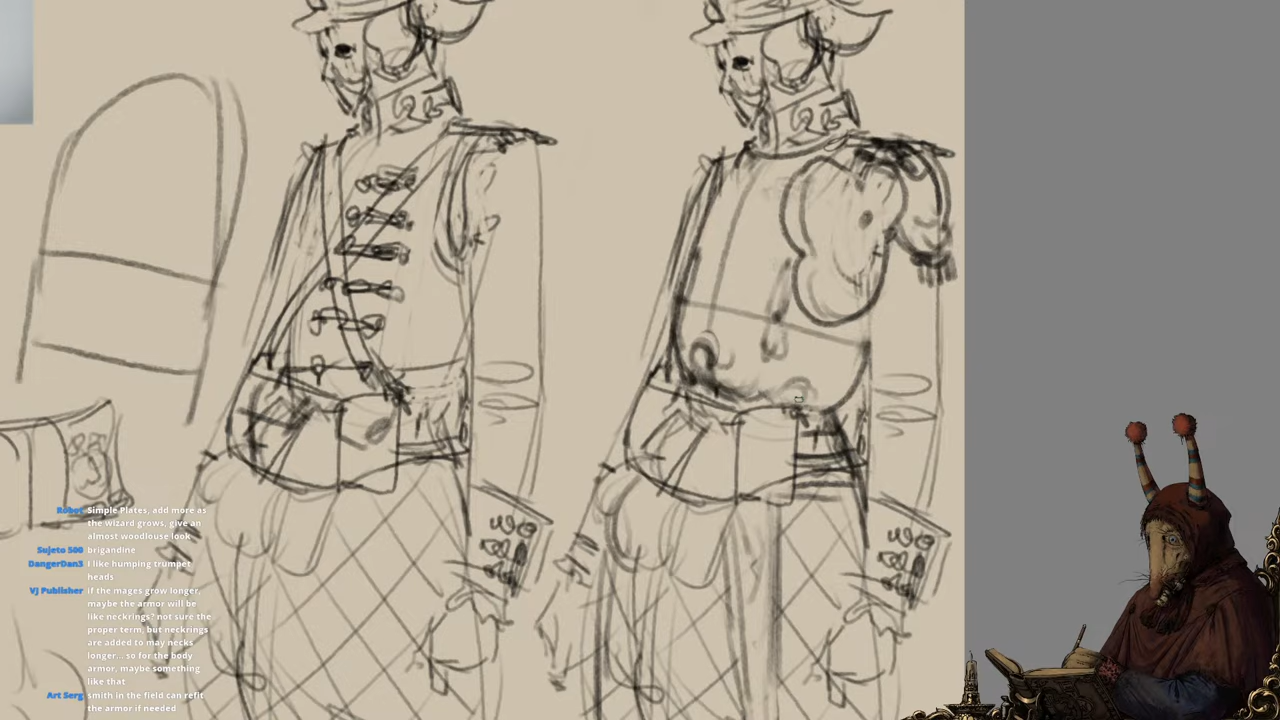 Robot Simple Plates, add more as
the wizard grows, give an
almost woodlouse look
Sujeto 500 brigandine
DangerDan3 I like humping trumpet
heads
VJ Publisher if the mages grow longer,
maybe the armor will be
like neckrings? not sure the
proper term, but neckrings
are added to may necks
longer... so for the body
armor, maybe something
like that
Art Serg smith in the field can refit
the armor if needed